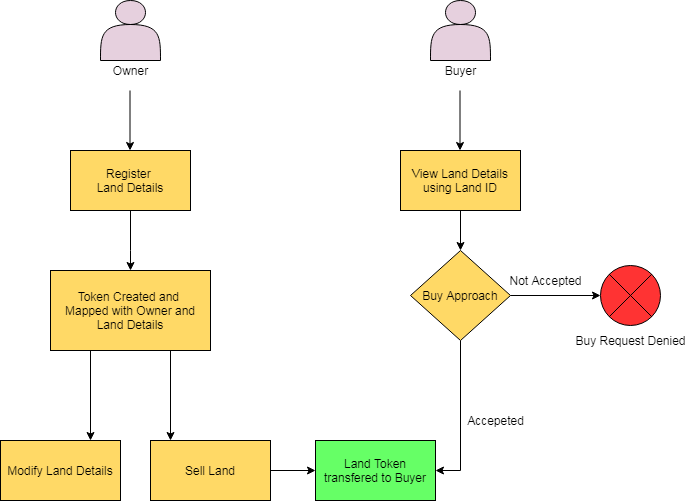 Owner
Buyer
Register
Land Details
View Land Details
using Land ID
Token Created and
Mapped with Owner and
Land Details
Buy Approach
Not Accepted
Buy Request Denied
Accepeted
Modify Land Details
Sell Land
Land Token
transfered to Buyer